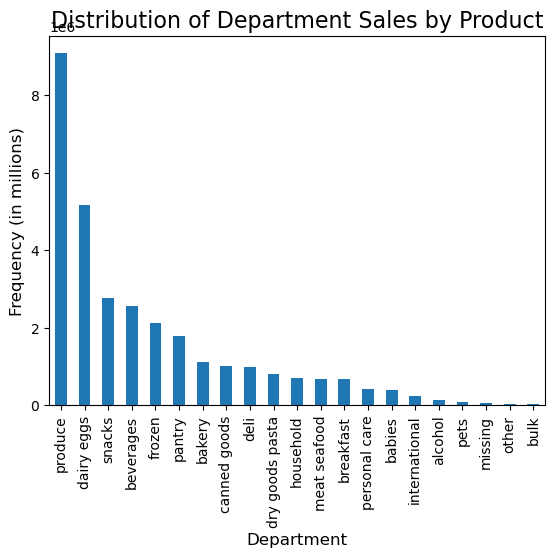 Distribution of Department Sales by Product
1e6
Frequency (in millions)
8
6
4
2
0
produce
dairy eggs
snacks
beverages
frozen
pantry
bakery
canned goods
deli
dry goods pasta
household
meat seafood
breakfast
personal care
babies
international
alcohol
pets
missing
other
bulk
Department